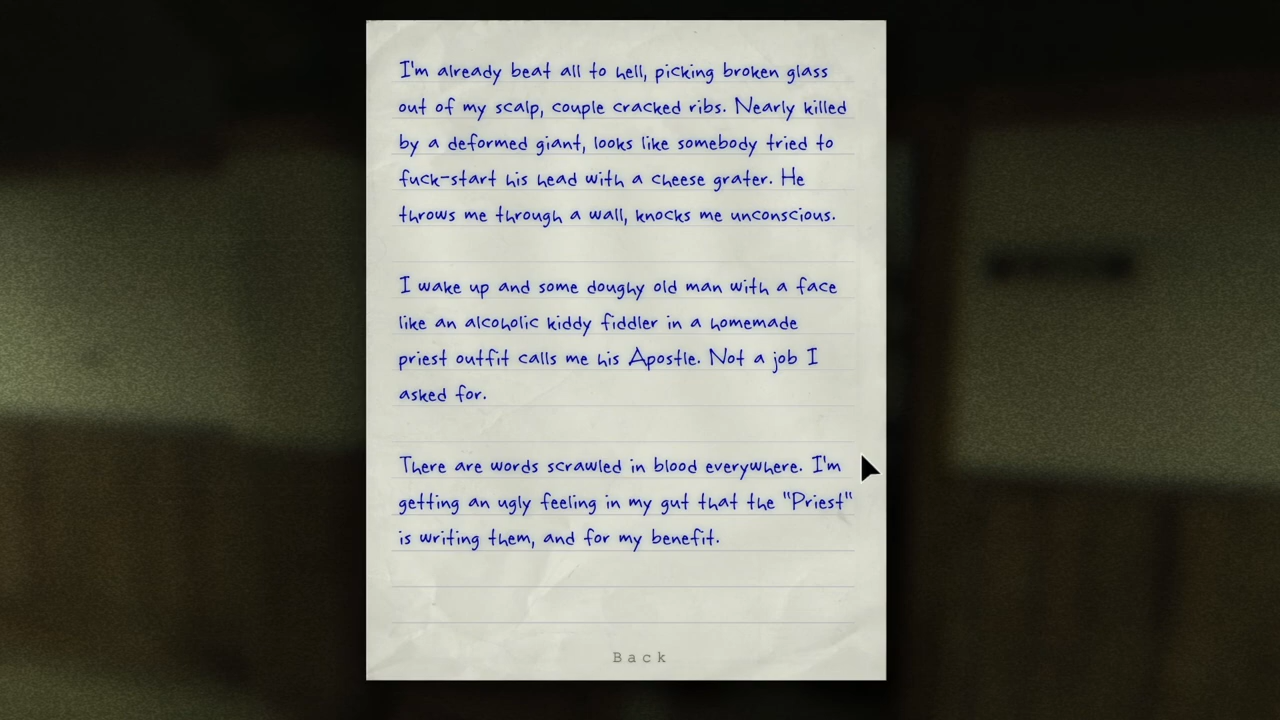 I'm already beat all to hell, picking broken glass
out of my scalp, couple cracked ribs. Nearly killed
by a deformed giant, looks like somebody tried to
fuck-start his head with a cheese grater. He
throws me through a wall, knocks me unconscious.
I wake up and some doughy old man with a face
like an alcoholic kiddy fiddler in a homemade
priest outfit calls me his Apostle. Not a job I
asked for.
There are words scrawled in blood everywhere. I'm
getting an ugly feeling in my gut that the "Priest"
is writing them, and for my benefit.
Back